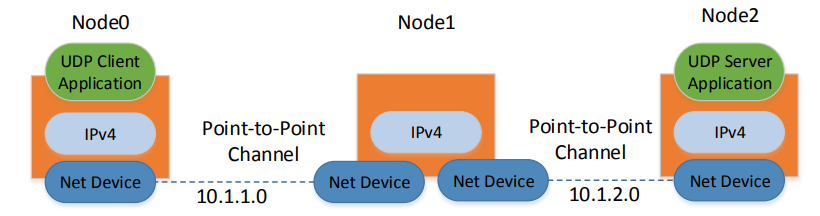 Node0
Node1
Node2
UDP Client
Application
UDP Server
Application
IPv4
Point-to-Point
Channel
IPv4
Point-to-Point
Channel
IPv4
Net Device
10.1.1.0
Net Device
Net Device
10.1.2.0
Net Device